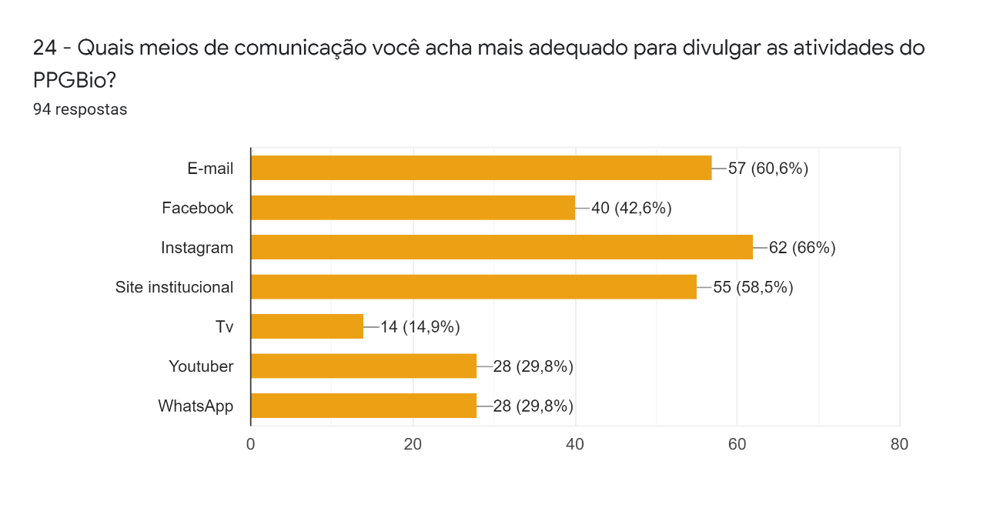 24 - Quais meios de comunicação você acha mais adequado para divulgar as atividades do
PPGBio?
94 respostas
E-mail 57 (60,6%)
Facebook 40 (42,6%)
Instagram 62 (66%)
Site institucional 55 (58,5%)
Tv 14 (14,9%)
Youtuber 28 (29,8%)
WhatsApp 28 (29,8%)
0 20 40 60 80